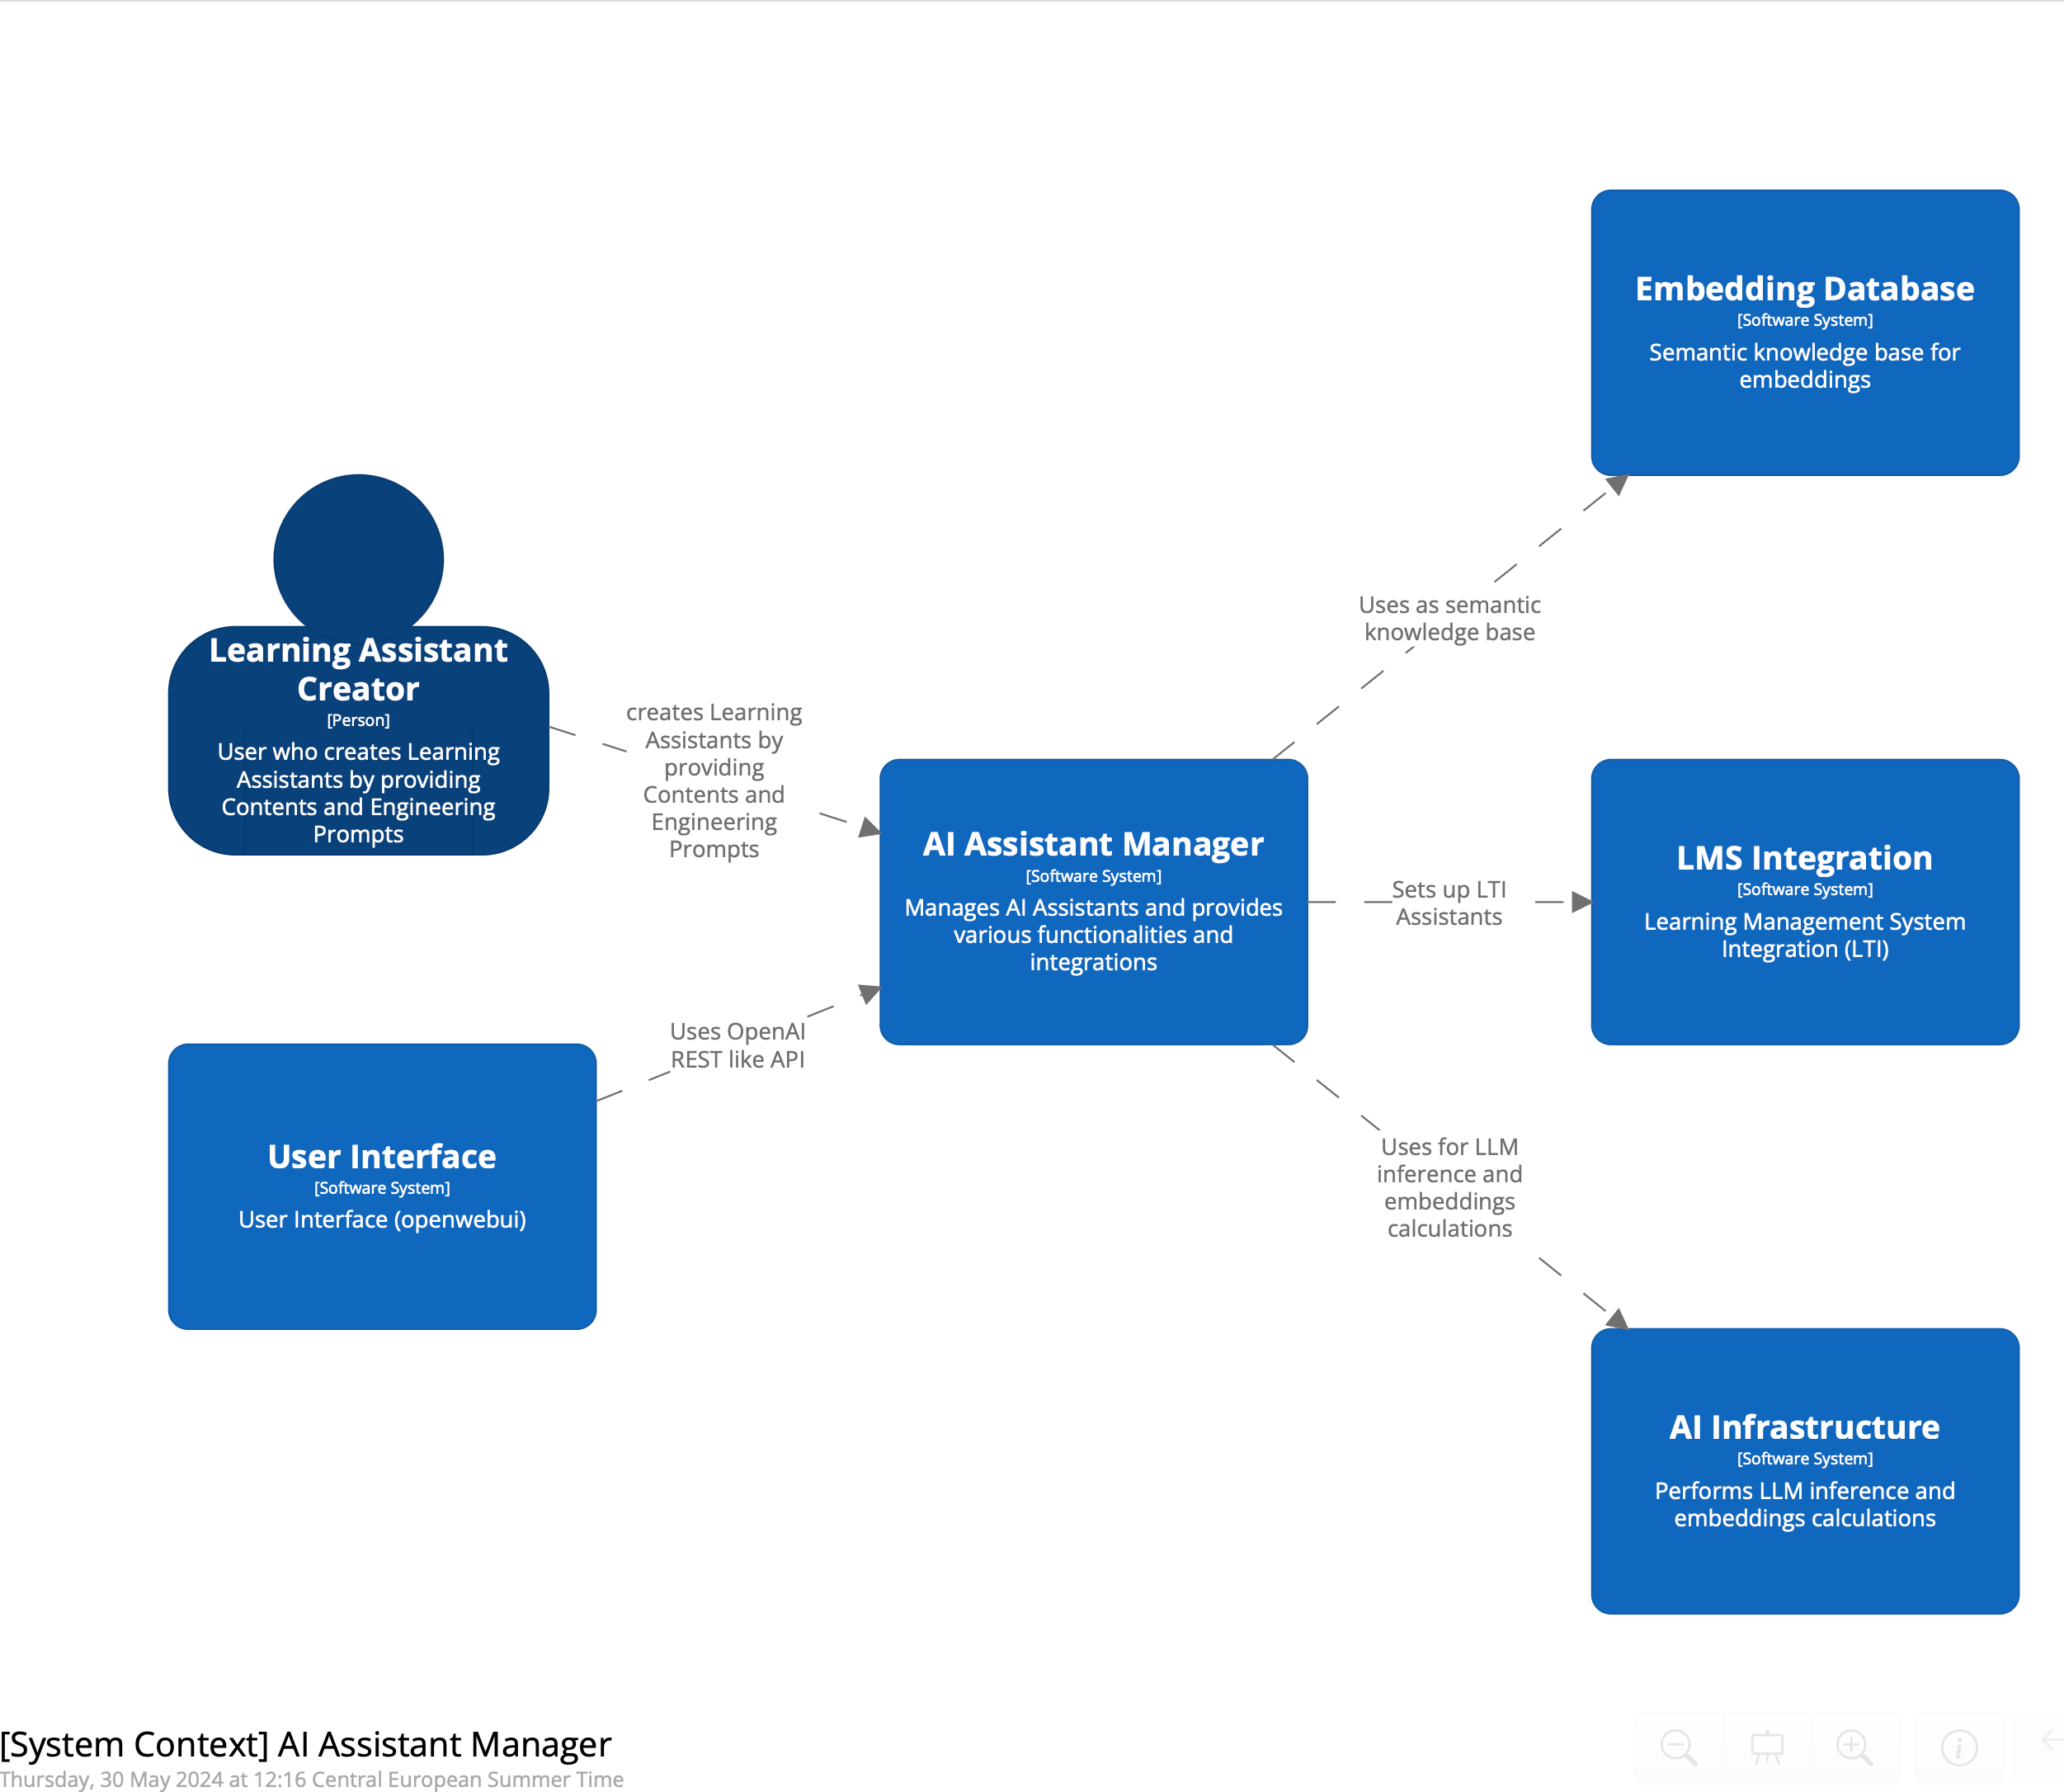 Embedding Database
[Software System]
Semantic knowledge base for
embeddings
Uses as semantic
knowledge base
Learning Assistant
Creator
[Person]
User who creates Learning
Assistants by providing
Contents and Engineering
Prompts
creates Learning
Assistants by
providing
Contents and
Engineering
Prompts
AI Assistant Manager
[Software System]
Manages AI Assistants and provides
various functionalities and
integrations
Sets up LTI
Assistants
LMS Integration
[Software System]
Learning Management System
Integration (LTI)
Uses OpenAI
REST like API
User Interface
[Software System]
User Interface (openwebui)
Uses for LLM
inference and
embeddings
calculations
AI Infrastructure
[Software System]
Performs LLM inference and
embeddings calculations
[System Context] AI Assistant Manager
Thursday, 30 May 2024 at 12:16 Central European Summer Time